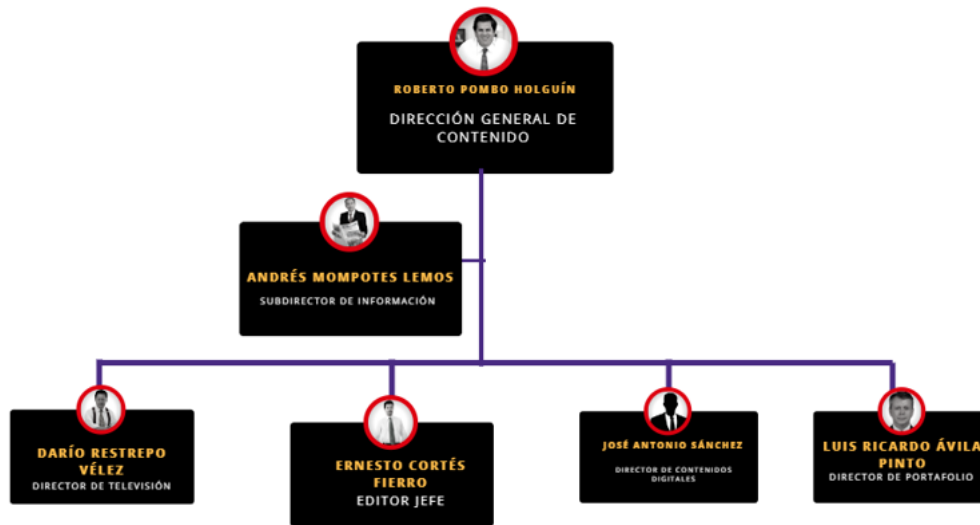 ROBERTO POMBO HOLGUÍN
DIRECCIÓN GENERAL DE
CONTENIDO
ANDRÉS MOMPOTES LEMOS
SUBDIRECTOR DE INFORMACIÓN
DARÍO RESTREPO
VÉLEZ
DIRECTOR DE TELEVISIÓN
ERNESTO CORTÉS
FIERRO
EDITOR JEFE
JOSÉ ANTONIO SÁNCHEZ
DIRECTOR DE CONTENIDOS
DIGITALES
LUIS RICARDO ÁVILA
PINTO
DIRECTOR DE PORTAFOLIO